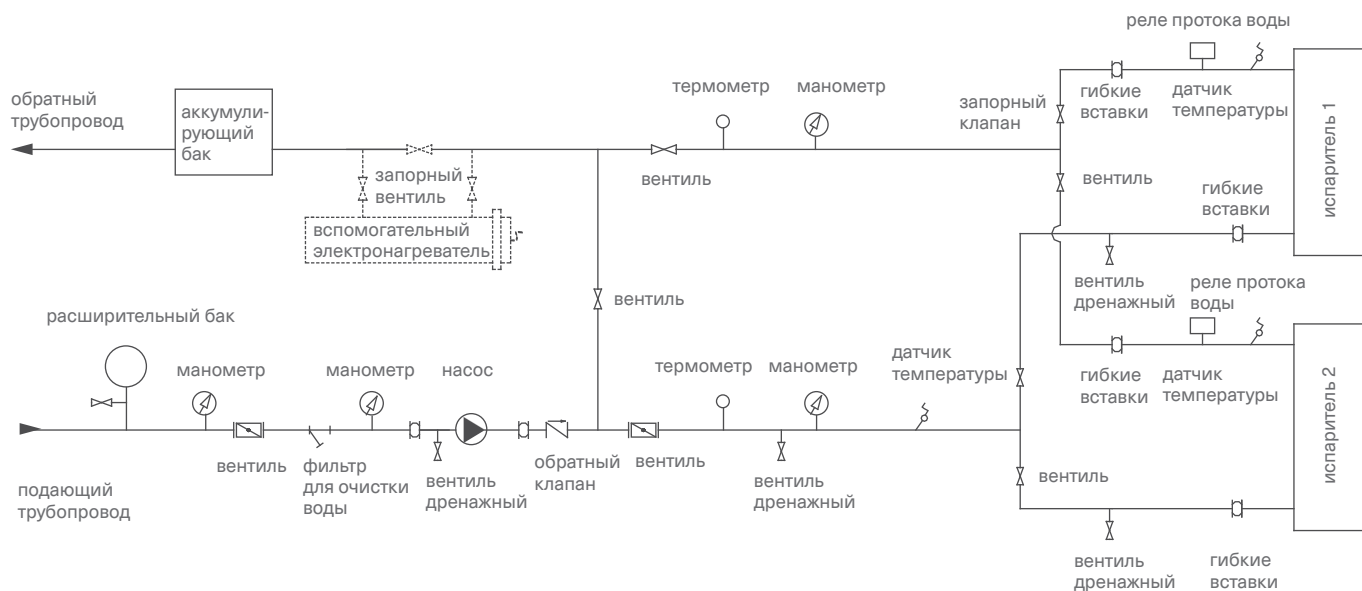 реле протока воды
обратный
трубопровод
аккумули-
рующий
бак
термометр
манометр
запорный
клапан
гибкие
вставки
датчик
температуры
испаритель 1
запорный
вентиль
вентиль
вентиль
гибкие
вставки
вспомогательный
электронагреватель
вентиль
вентиль
дренажный
реле протока
воды
расширительный бак
манометр
манометр
насос
термометр
манометр
датчик
температуры
гибкие
вставки
датчик
температуры
испаритель 2
вентиль
фильтр
для очистки
воды
вентиль
дренажный
обратный
клапан
вентиль
вентиль
дренажный
вентиль
подающий
трубопровод
вентиль
дренажный
гибкие
вставки